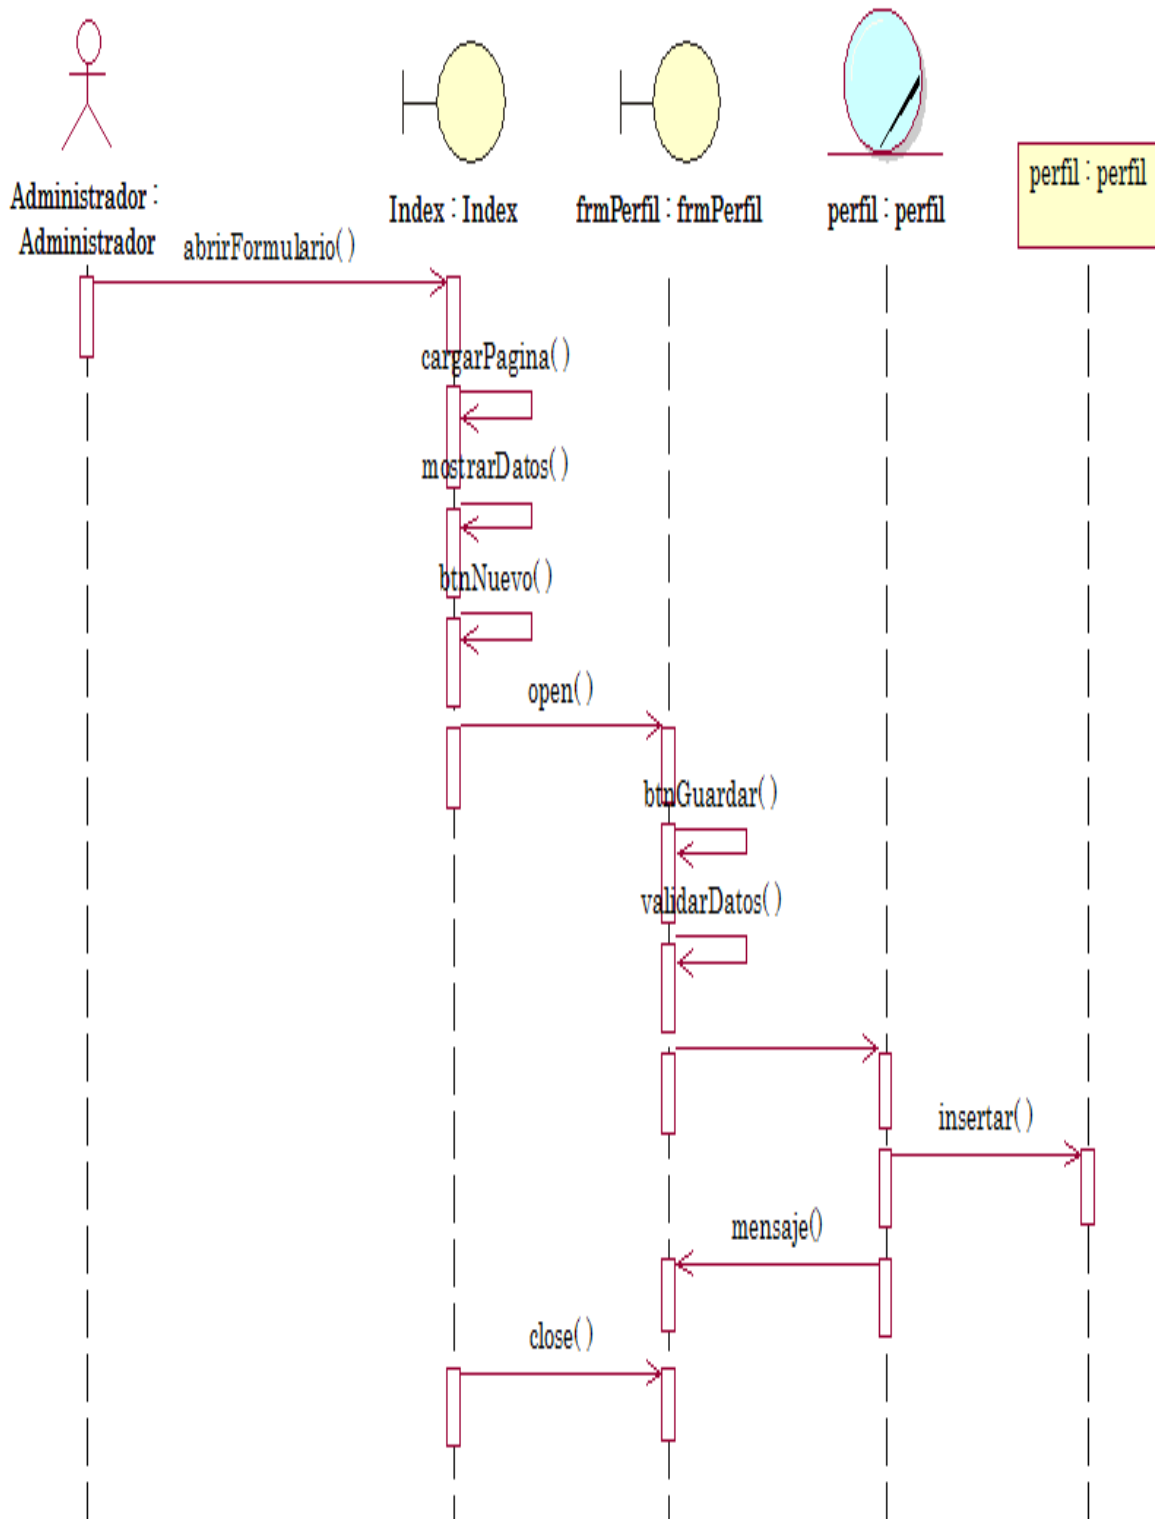 Administrador :
Administrador
Index : Index
frmPerfil : frmPerfil
perfil : perfil
perfil : perfil
abrirFormulario( )
cargarPagina( )
mostrarDatos( )
btnNuevo( )
open( )
btnGuardar( )
validarDatos( )
insertar( )
mensaje()
close( )